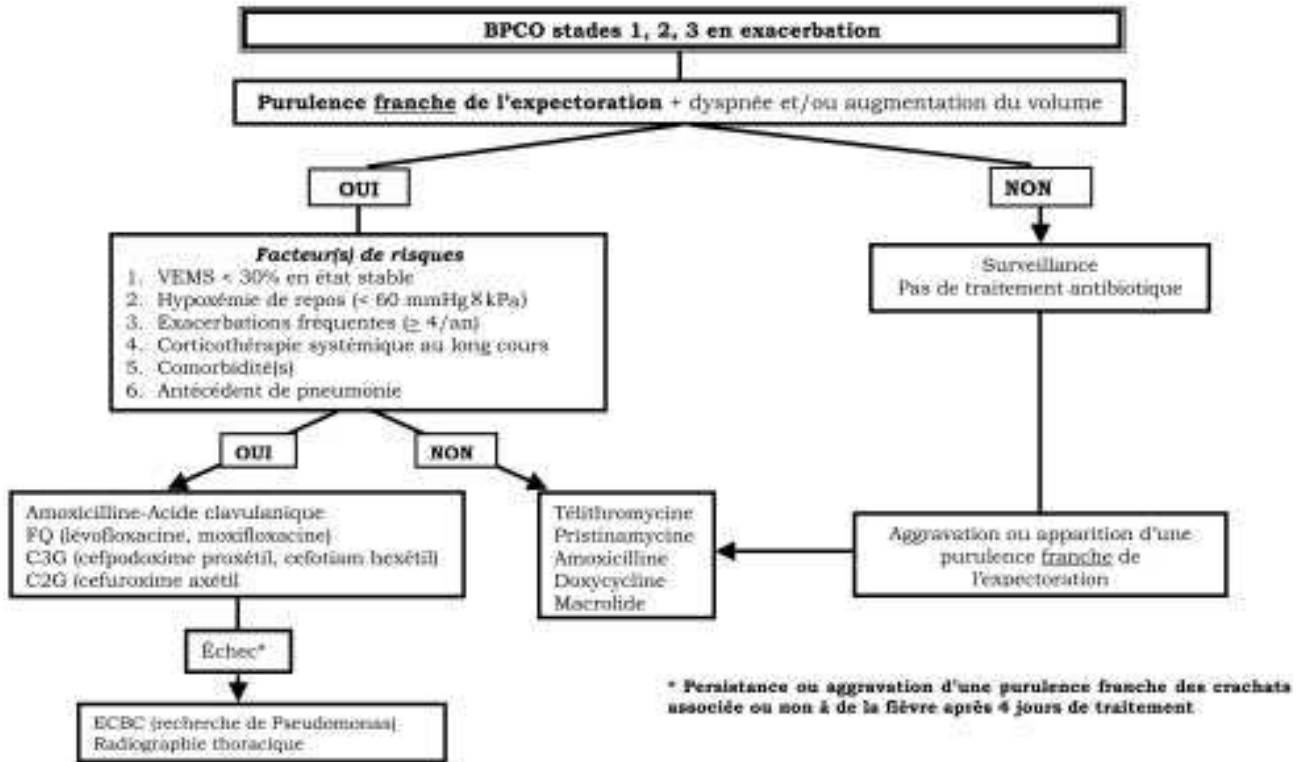 BPCO stades 1, 2, 3 en exacerbation
Purulence franche de l'expectoration + dyspnée et/ou augmentation du volume
OUI
NON
Facteur(s) de risques
1. VEMS < 30% en état stable
2. Hypoxémie de repos (< 60 mmHg 8 kPa)
3. Exacerbations fréquentes (≥ 4/an)
4. Corticothérapie systémique au long cours
5. Comorbidité(s)
6. Antécédent de pneumonie
Surveillance
Pas de traitement antibiotique
OUI
NON
Amoxicilline-Acide clavulanique
FQ (lévofloxacine, moxifloxacine)
C3G (cefpodoxime proxétil, cefotiam hexétil)
C2G (cefuroxime axétil
Télithromycine
Pristinamycine
Amoxicilline
Doxycycline
Macrolide
Aggravation ou apparition d'une
purulence franche de
l'expectoration
Échec*
ECBC (recherche de Pseudomonas)
Radiographie thoracique
* Persistance ou aggravation d'une purulence franche des crachats
associée ou non à de la fièvre après 4 jours de traitement